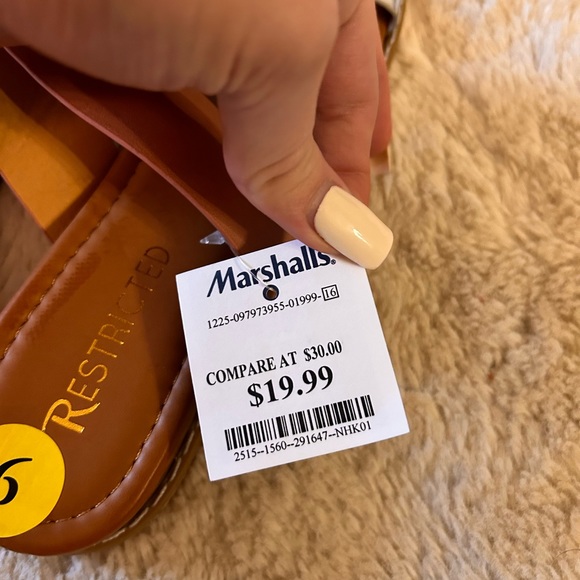 Marshalls.
1225-097973955-01999-16
COMPARE AT $30.00
$19.99
2515--1560--291647--NHK01
RESTRICTED
6